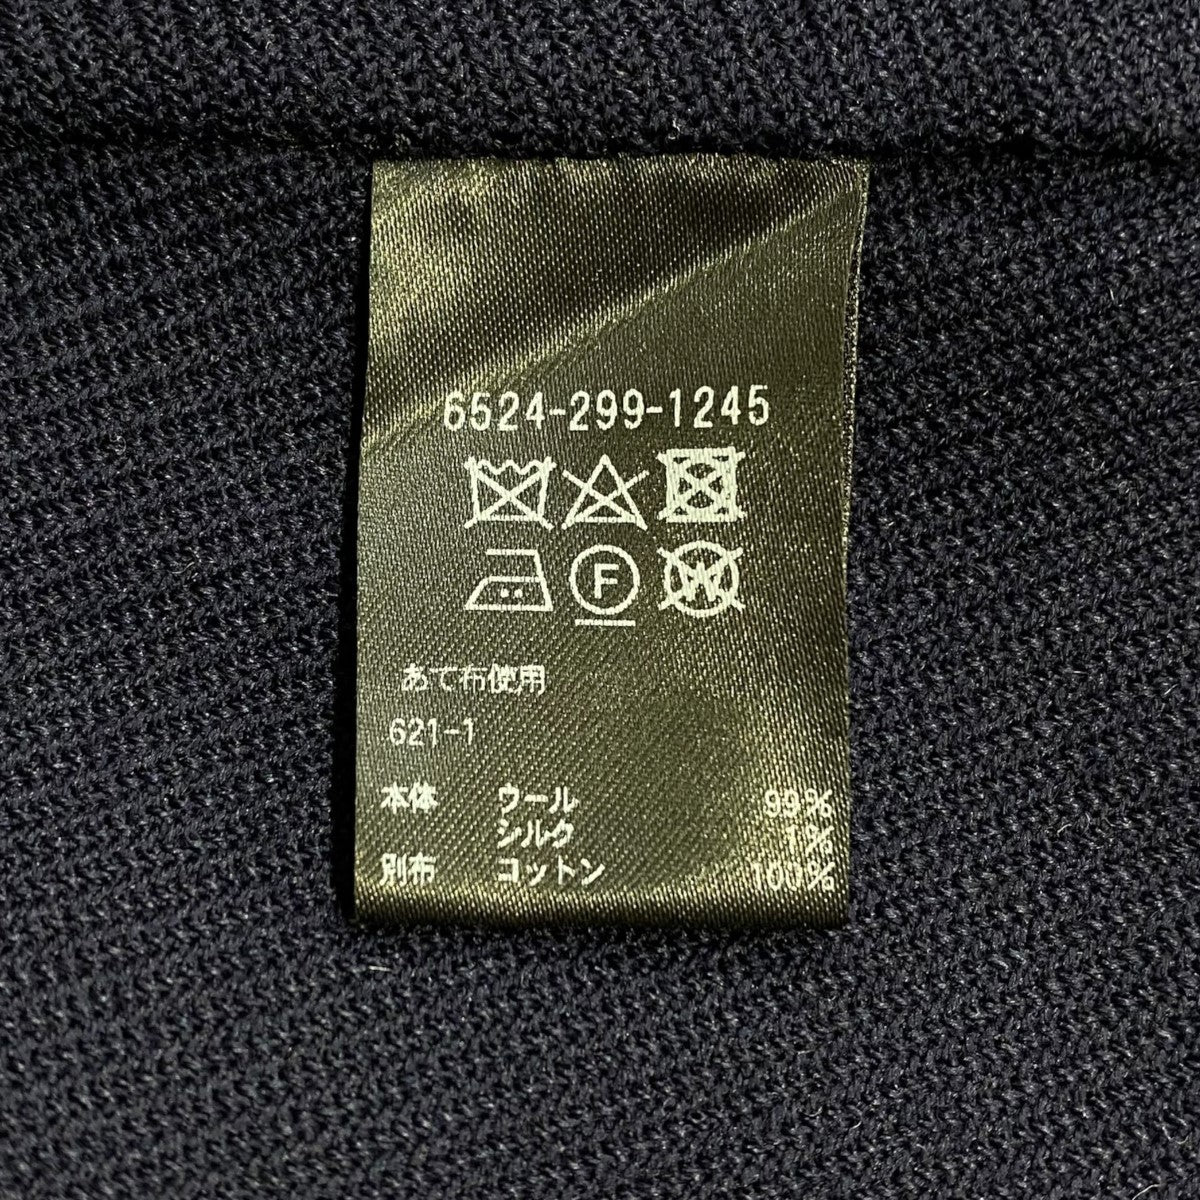 6524-299-1245
F
W
あて布使用
621-1
本体 ウール 99%
シルク 1%
別布 コットン 100%